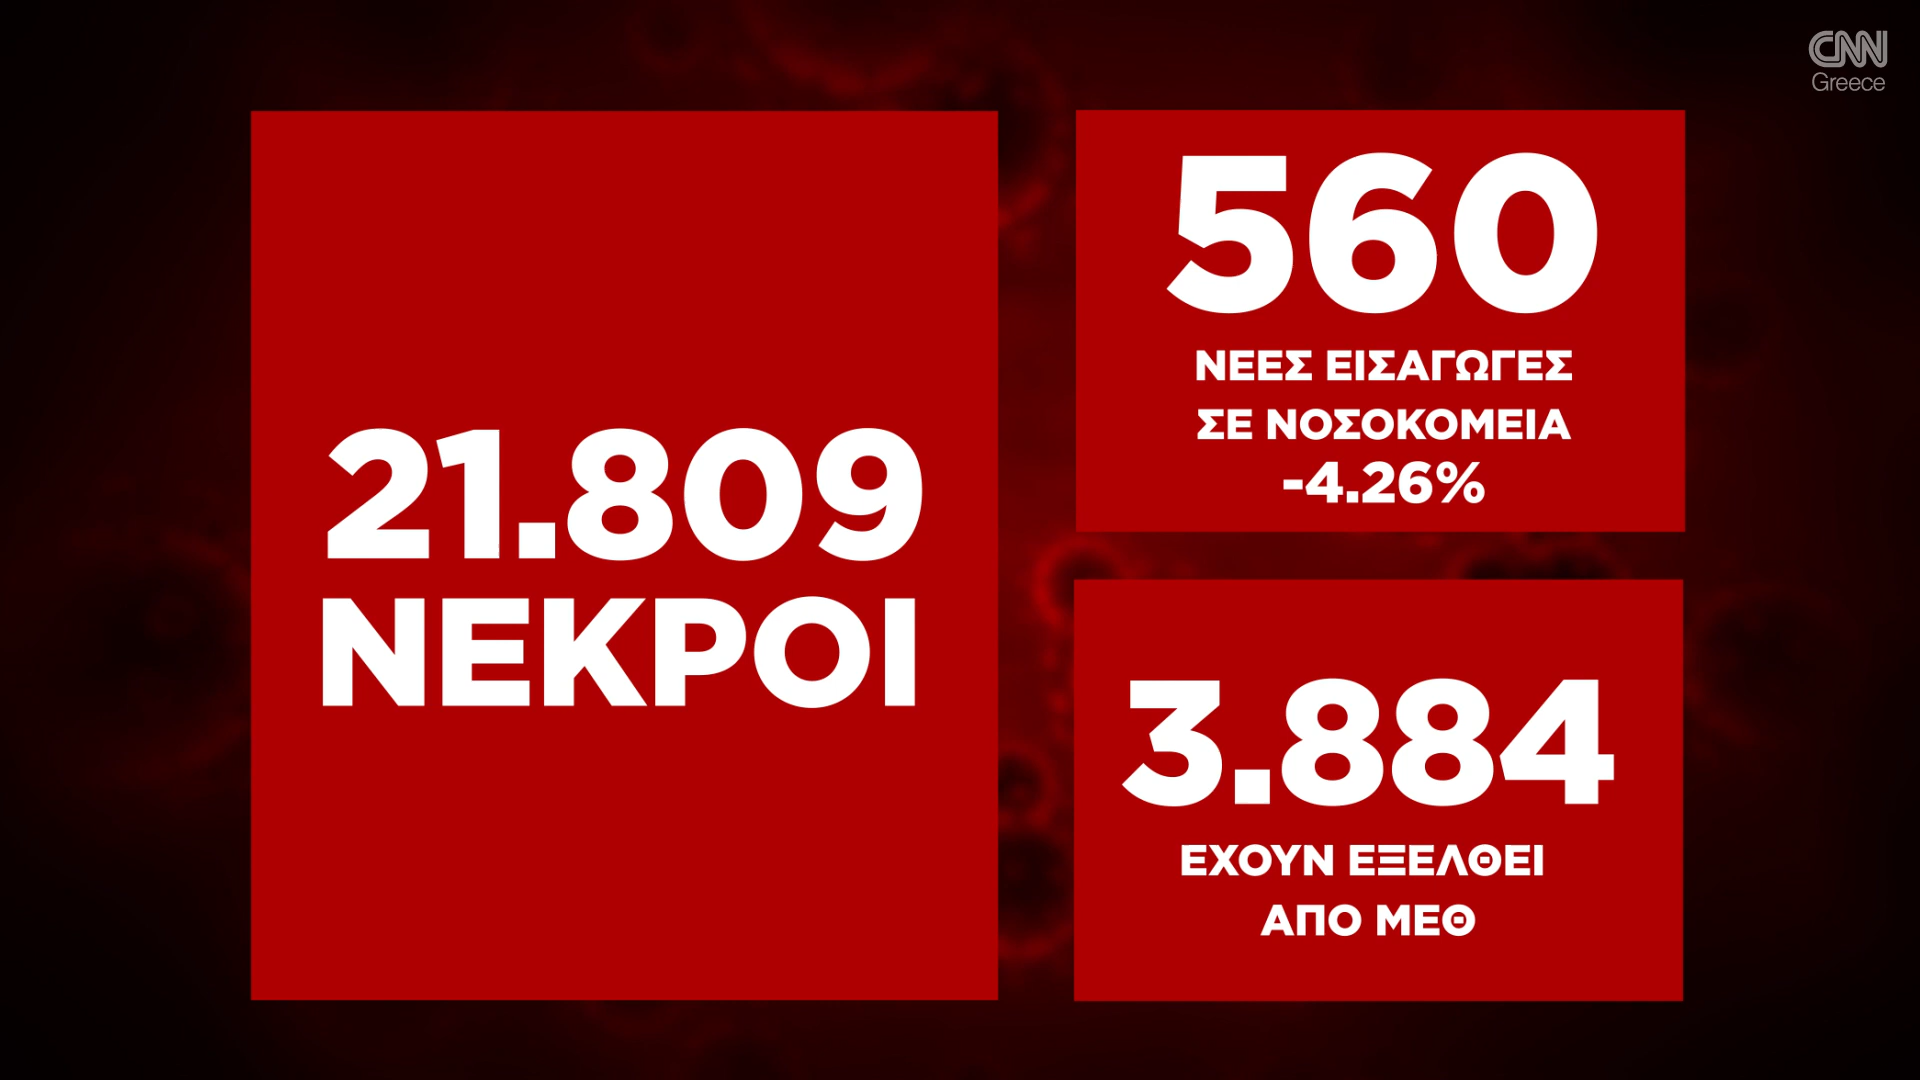 CNN
Greece
21.809
ΝΕΚΡΟΙ
560
ΝΕΕΣ ΕΙΣΑΓΩΓΕΣ
ΣΕ ΝΟΣΟΚΟΜΕΙΑ
-4.26%
3.884
ΕΧΟΥΝ ΕΞΕΛΘΕΙ
ΑΠΟ ΜΕΘ